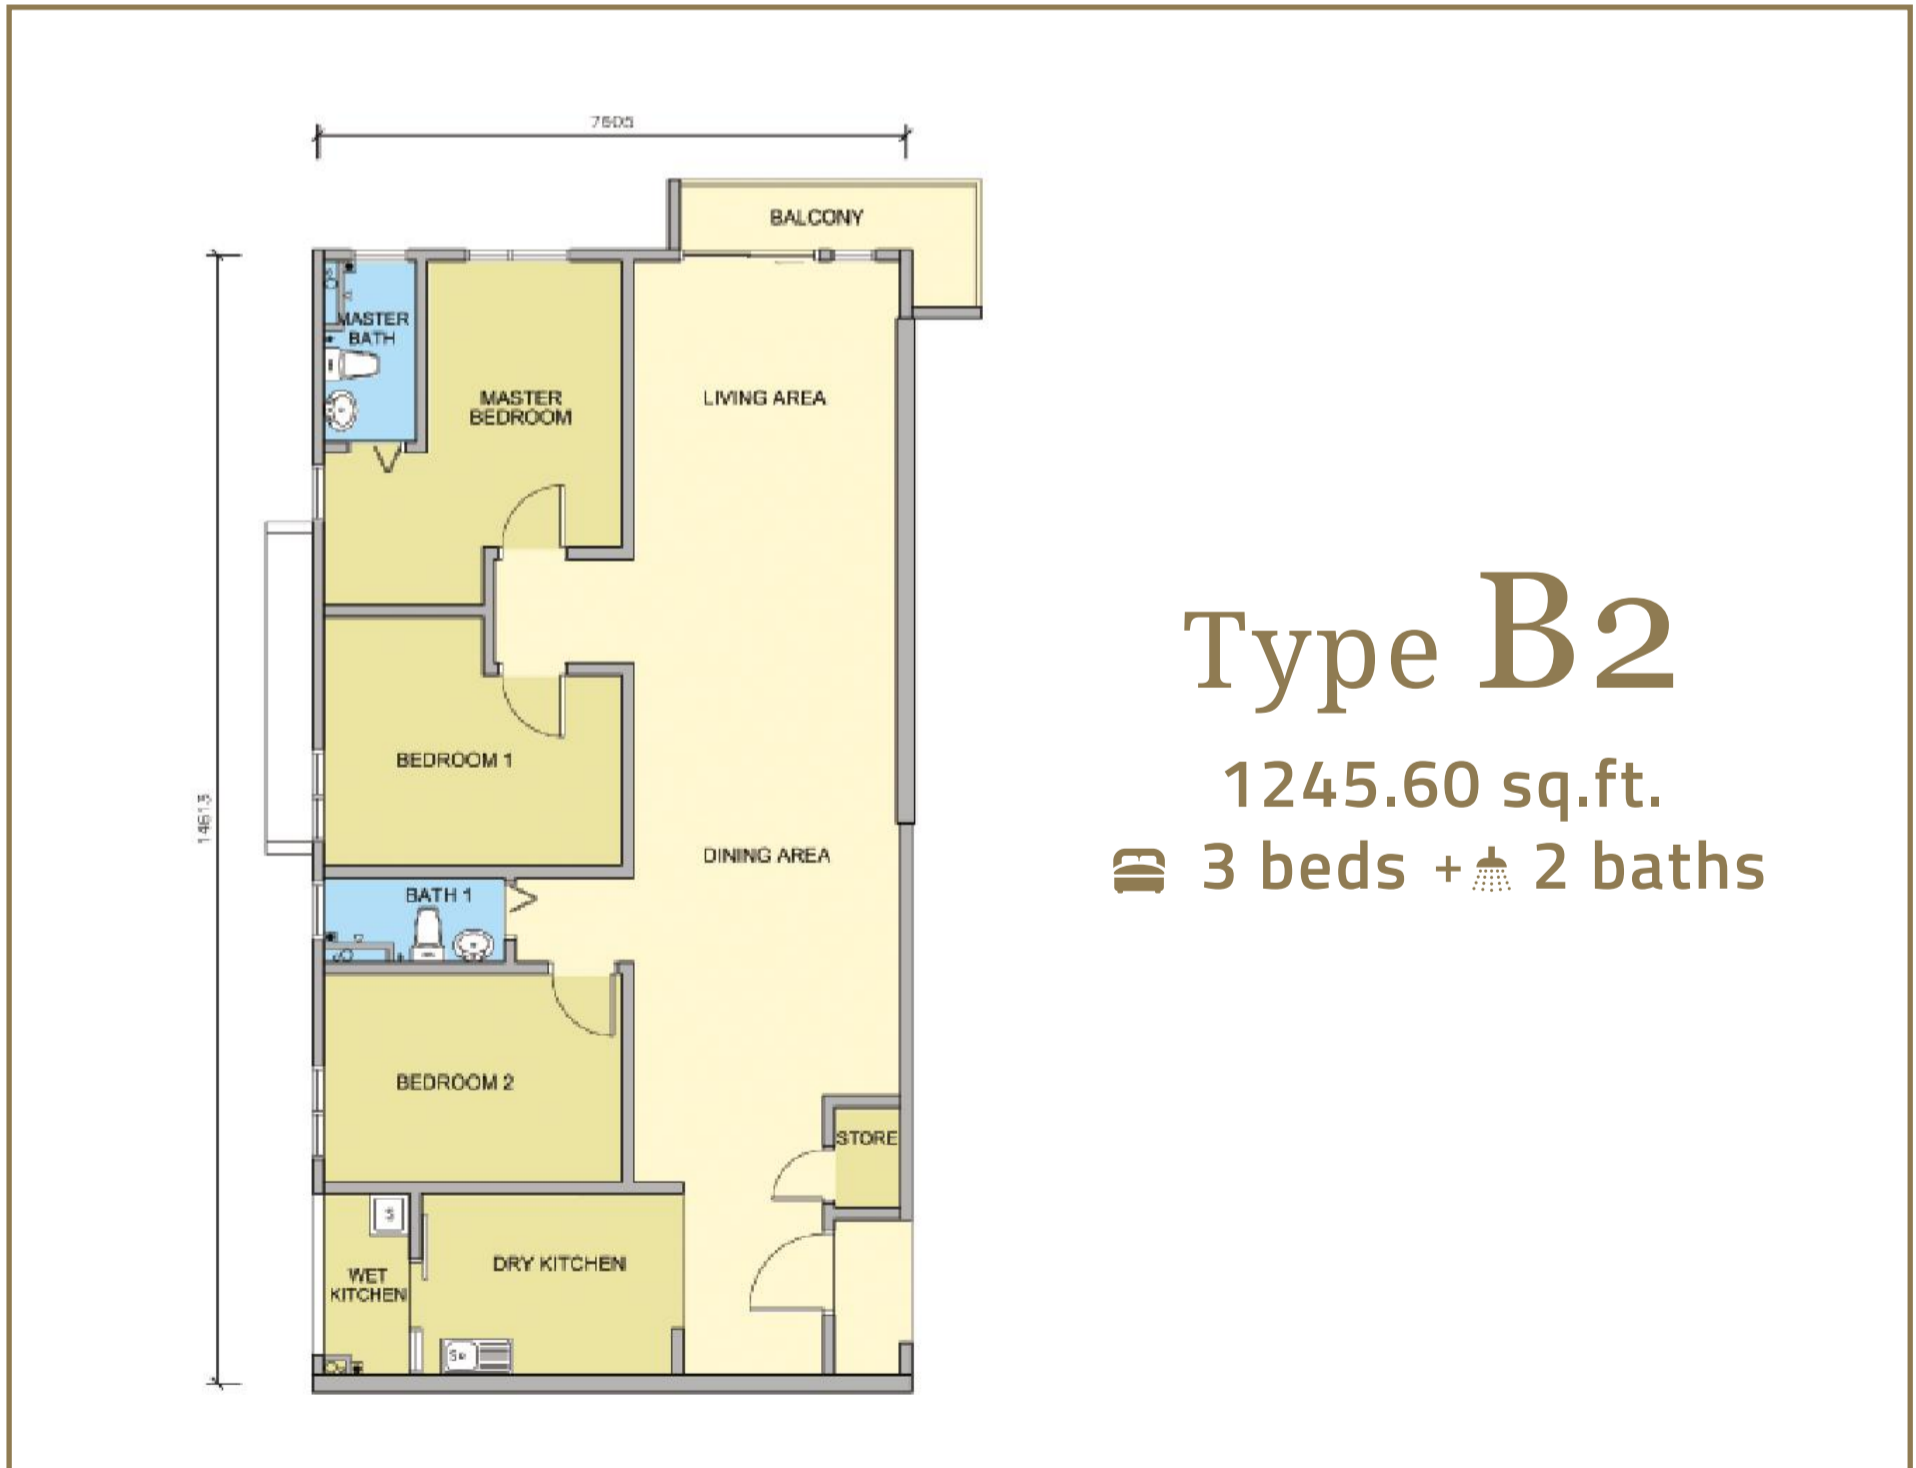 7605
BALCONY
MASTER
BATH
MASTER
BEDROOM
LIVING AREA
14613
BEDROOM 1
DINING AREA
BATH 1
BEDROOM 2
STORE
DRY KITCHEN
WET
KITCHEN
Type B2
1245.60 sq.ft.
3 beds + 2 baths